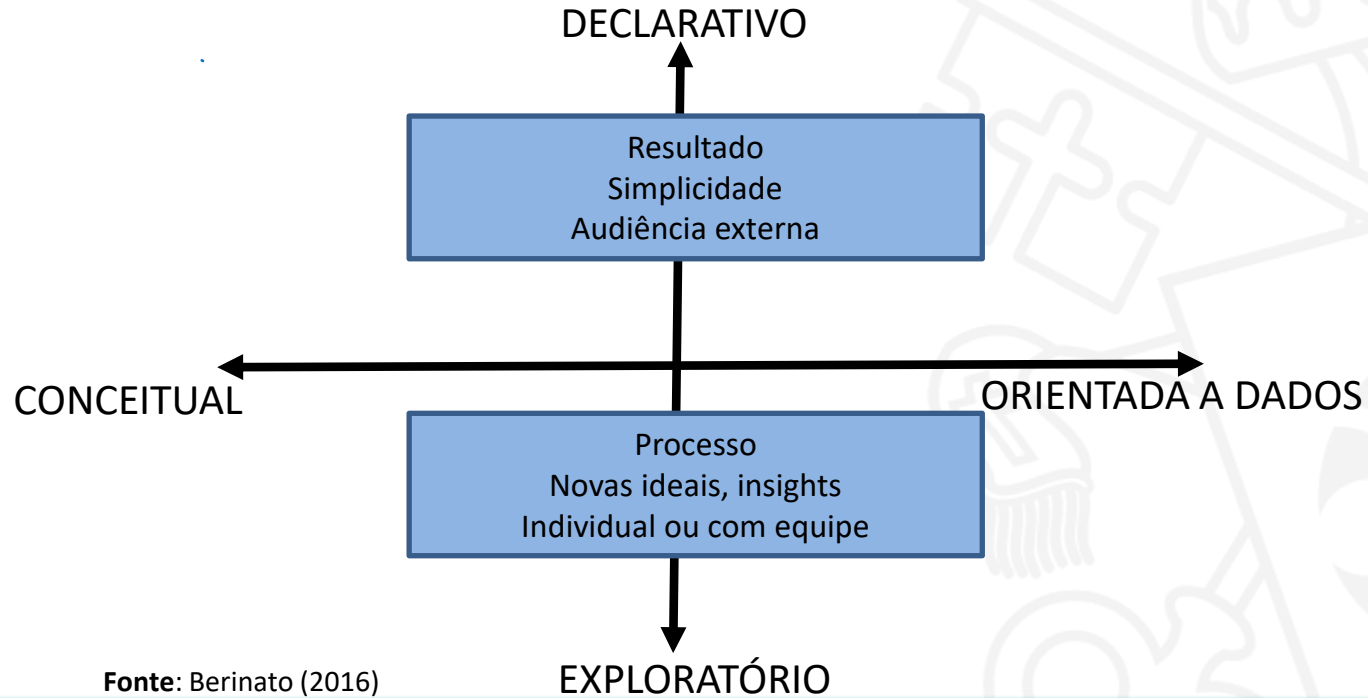 DECLARATIVO
Resultado
Simplicidade
Audiência externa
CONCEITUAL
ORIENTADA A DADOS
Processo
Novas ideais, insights
Individual ou com equipe
EXPLORATÓRIO
Fonte: Berinato (2016)